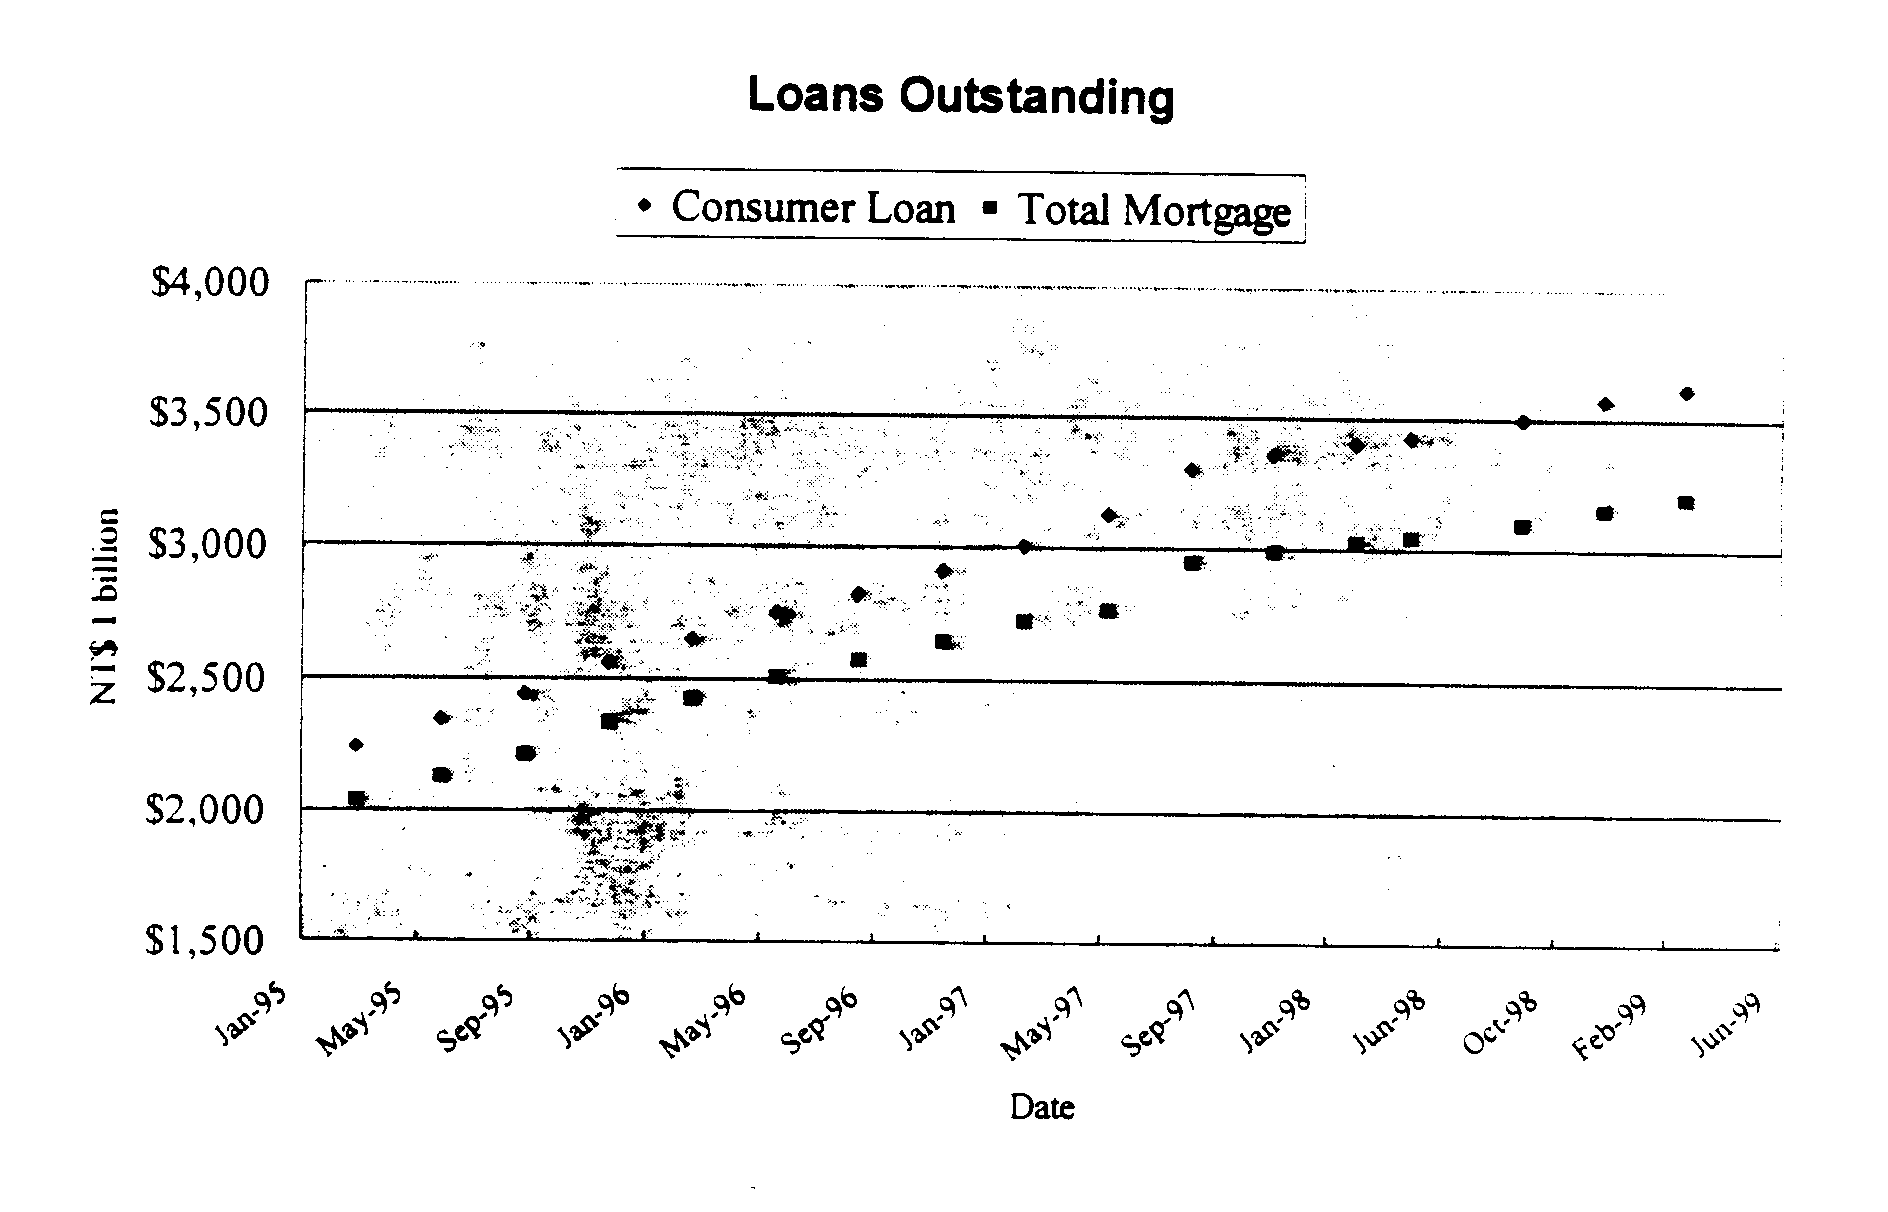 Loans Outstanding
Consumer Loan Total Mortgage
$4,000
$3,500
$3,000
$2,500
$2,000
$1,500
NT$ 1 billion
Jan-95 May-95 Sep-95 Jan-96 May-96 Sep-96 Jan-97 May-97 Sep-97 Jan-98 Jun-98 Oct-98 Feb-99 Jun-99
Date